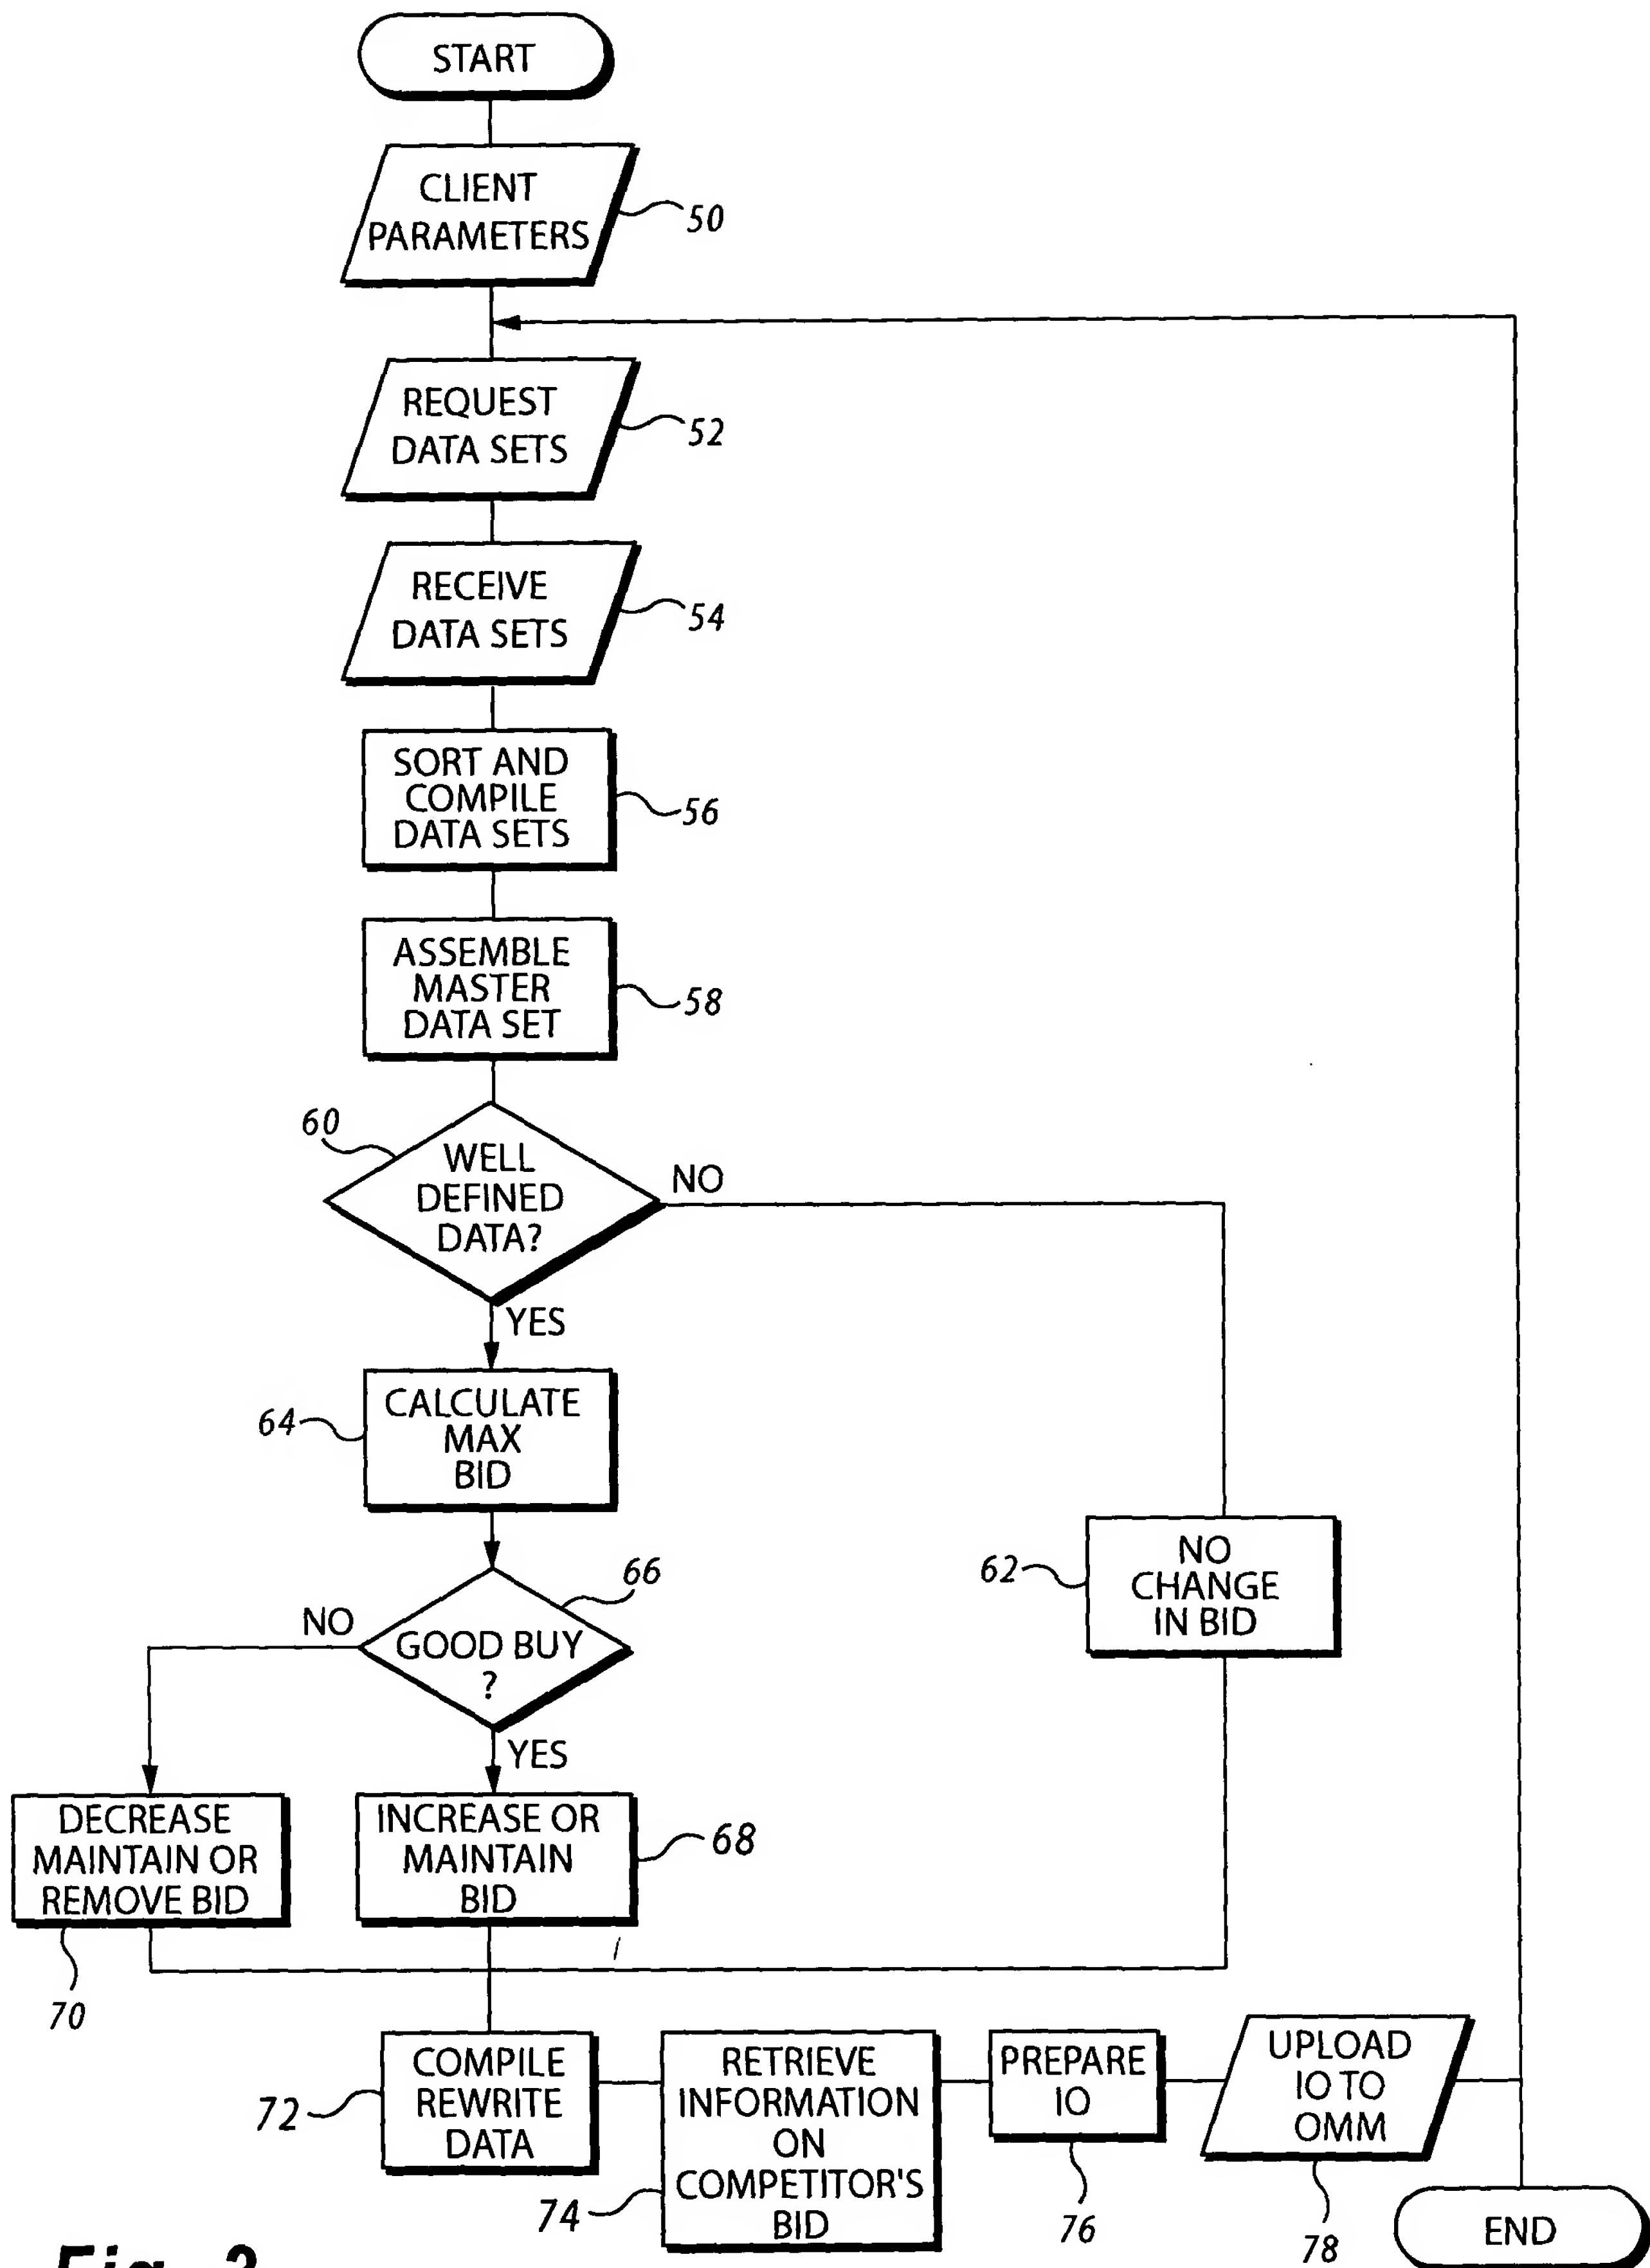 START
CLIENT
PARAMETERS
50
REQUEST
DATA SETS
52
RECEIVE
DATA SETS
54
SORT AND
COMPILE
DATA SETS
56
ASSEMBLE
MASTER
DATA SET
58
60
WELL
DEFINED
DATA?
NO
YES
64
CALCULATE
MAX
BID
66
GOOD BUY
?
NO
YES
62
NO
CHANGE
IN BID
DECREASE
MAINTAIN OR
REMOVE BID
70
INCREASE OR
MAINTAIN
BID
68
72
COMPILE
REWRITE
DATA
74
RETRIEVE
INFORMATION
ON
COMPETITOR'S
BID
PREPARE
IO
76
UPLOAD
IO TO
OMM
78
END